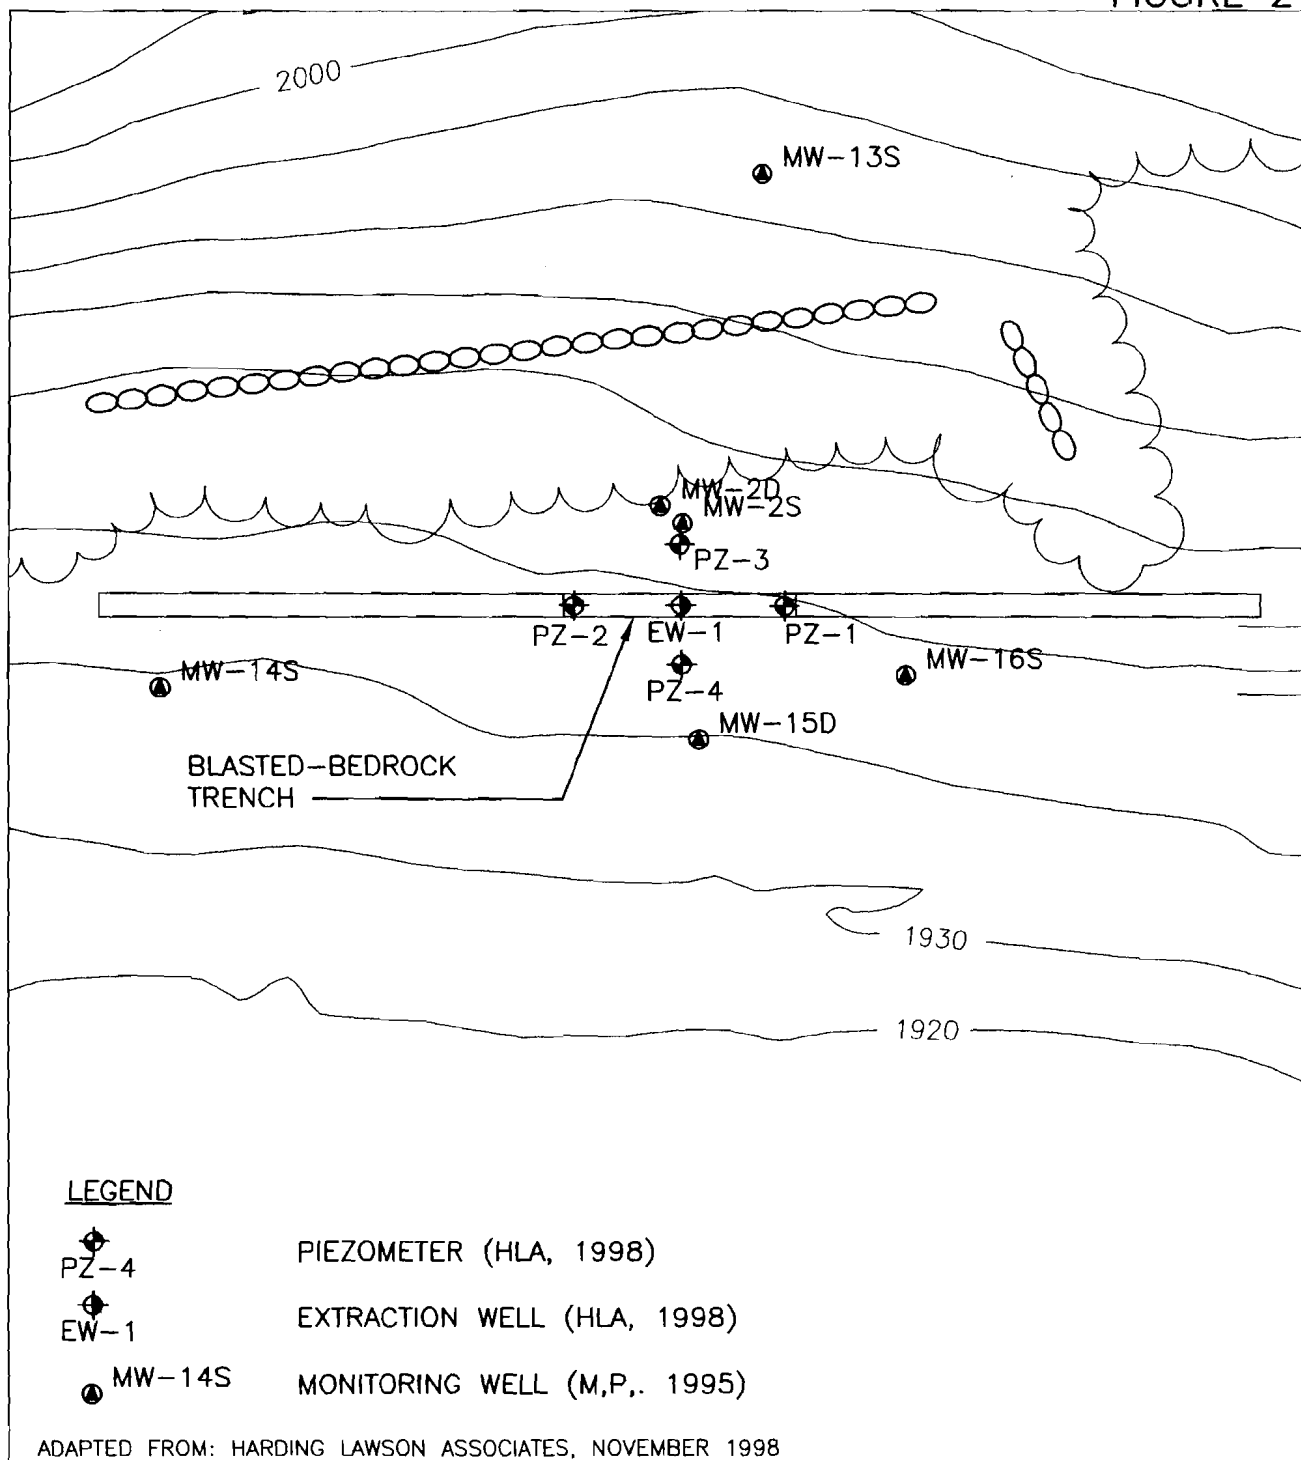 FIGURE 2
2000
MW-13S
MW-2D
MW-2S
PZ-3
PZ-2
EW-1
PZ-1
MW-14S
PZ-4
MW-16S
MW-15D
BLASTED-BEDROCK
TRENCH
1930
1920
LEGEND
PZ-4
PIEZOMETER (HLA, 1998)
EW-1
EXTRACTION WELL (HLA, 1998)
MW-14S
MONITORING WELL (M,P,. 1995)
ADAPTED FROM: HARDING LAWSON ASSOCIATES, NOVEMBER 1998